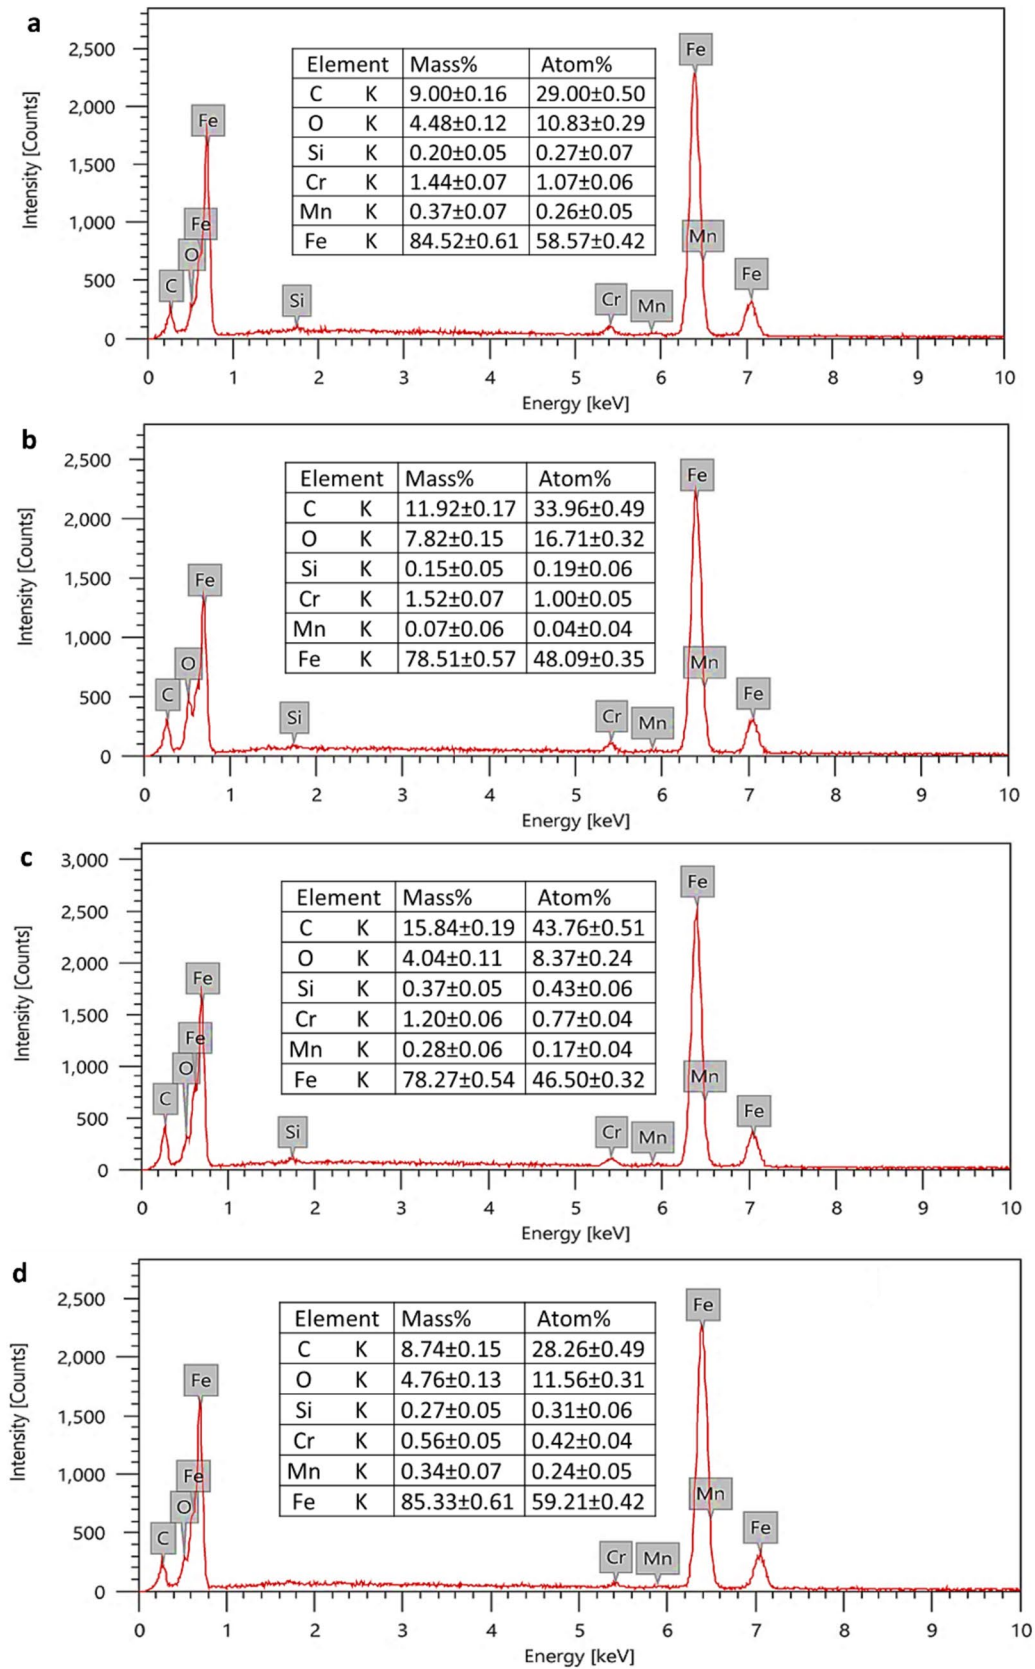 a
2,500
2,000
1,500
1,000
500
0
Intensity [Counts]
Element Mass% Atom%
C K 9.00±0.16 29.00±0.50
O K 4.48±0.12 10.83±0.29
Si K 0.20±0.05 0.27±0.07
Cr K 1.44±0.07 1.07±0.06
Mn K 0.37±0.07 0.26±0.05
Fe K 84.52±0.61 58.57±0.42
C O Fe Fe Si Cr Mn Fe Mn Fe
0 1 2 3 4 5 6 7 8 9 10
Energy [keV]
b
2,500
2,000
1,500
1,000
500
0
Intensity [Counts]
Element Mass% Atom%
C K 11.92±0.17 33.96±0.49
O K 7.82±0.15 16.71±0.32
Si K 0.15±0.05 0.19±0.06
Cr K 1.52±0.07 1.00±0.05
Mn K 0.07±0.06 0.04±0.04
Fe K 78.51±0.57 48.09±0.35
C O Fe Si Cr Mn Fe Mn Fe
0 1 2 3 4 5 6 7 8 9 10
Energy [keV]
c
3,000
2,500
2,000
1,500
1,000
500
0
Intensity [Counts]
Element Mass% Atom%
C K 15.84±0.19 43.76±0.51
O K 4.04±0.11 8.37±0.24
Si K 0.37±0.05 0.43±0.06
Cr K 1.20±0.06 0.77±0.04
Mn K 0.28±0.06 0.17±0.04
Fe K 78.27±0.54 46.50±0.32
C O Fe Fe Si Cr Mn Fe Mn Fe
0 1 2 3 4 5 6 7 8 9 10
Energy [keV]
d
2,500
2,000
1,500
1,000
500
0
Intensity [Counts]
Element Mass% Atom%
C K 8.74±0.15 28.26±0.49
O K 4.76±0.13 11.56±0.31
Si K 0.27±0.05 0.31±0.06
Cr K 0.56±0.05 0.42±0.04
Mn K 0.34±0.07 0.24±0.05
Fe K 85.33±0.61 59.21±0.42
C O Fe Fe Cr Mn Fe Mn Fe
0 1 2 3 4 5 6 7 8 9 10
Energy [keV]